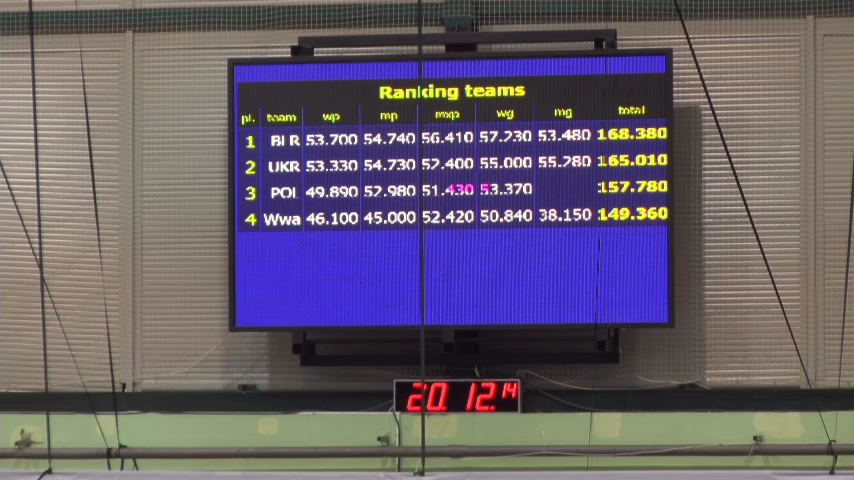 Ranking teams
pl. team wp mp mxp wg mg total
1 BLR 53.700 54.740 56.410 57.230 53.480 168.380
2 UKR 53.330 54.730 52.400 55.000 55.280 165.010
3 POL 49.890 52.980 51.430 53.370 157.780
4 Wwa 46.100 45.000 52.420 50.840 38.150 149.360
20. 12. 14